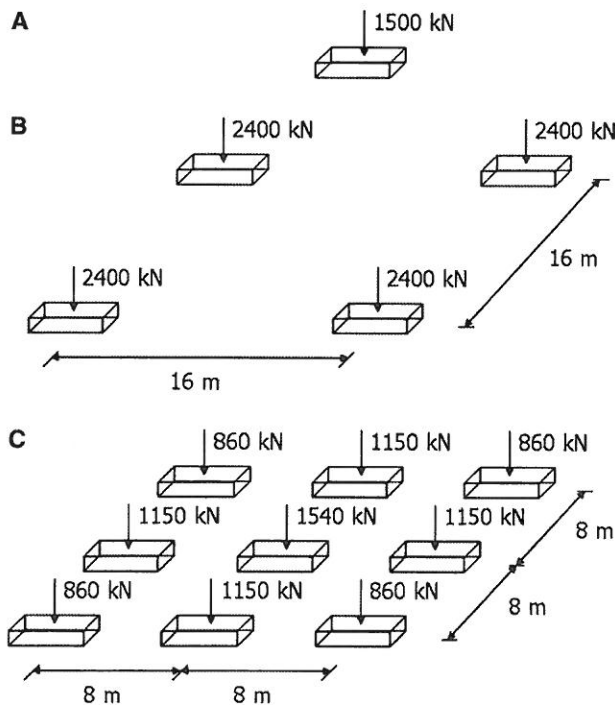 A
1500 kN
B
2400 kN 2400 kN
16 m
2400 kN 2400 kN
16 m
C
860 kN 1150 kN 860 kN
1150 kN 1540 kN 1150 kN
8 m
860 kN 1150 kN 860 kN
8 m
8 m 8 m